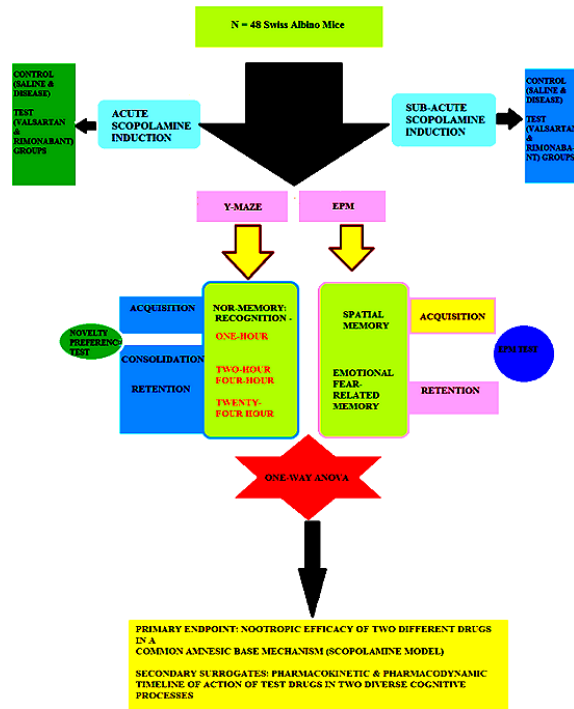 N = 48 Swiss Albino Mice
CONTROL
(SALINE &
DISEASE)
TEST
(VALSARTAN
&
RIMONABANT)
GROUPS
ACUTE
SCOPOLAMINE
INDUCTION
SUB-ACUTE
SCOPOLAMINE
INDUCTION
CONTROL
(SALINE &
DISEASE)
TEST
(VALSARTAN
&
RIMONABA-
NT) GROUPS
Y-MAZE
EPM
NOVELTY
PREFERENC
TEST
ACQUISITION
CONSOLIDATION
RETENTION
NOR-MEMORY:
RECOGNITION -
ONE-HOUR
TWO-HOUR
FOUR-HOUR
TWENTY-
FOUR HOUR
SPATIAL
MEMORY
EMOTIONAL
FEAR-
RELATED
MEMORY
ACQUISITION
RETENTION
EPM TEST
ONE-WAY ANOVA
PRIMARY ENDPOINT: NOOTROPIC EFFICACY OF TWO DIFFERENT DRUGS
IN A
COMMON AMNESIC BASE MECHANISM (SCOPOLAMINE MODEL)
SECONDARY SURROGATES: PHARMACOKINETIC & PHARMACODYNAMIC
TIMELINE OF ACTION OF TEST DRUGS IN TWO DIVERSE COGNITIVE
PROCESSES